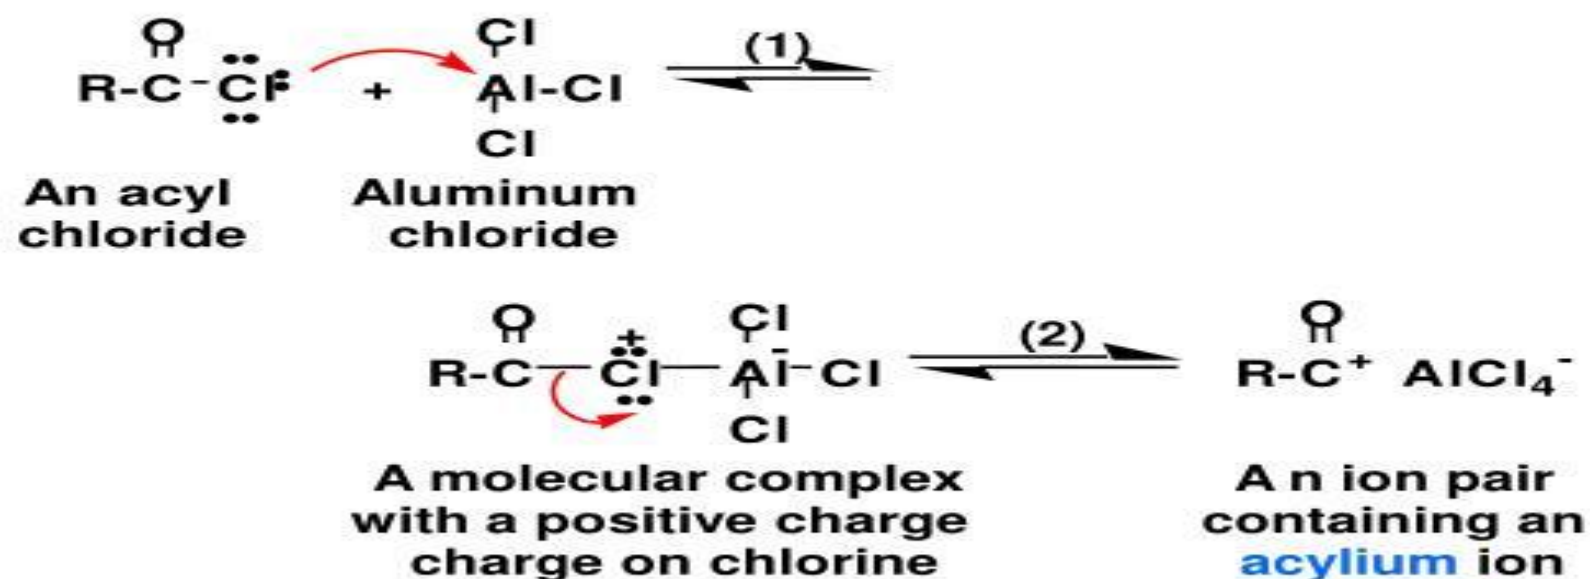 O Cl (1)
R-C-Cl + Al-Cl
Cl
An acyl Aluminum
chloride chloride
O + Cl (2) O
R-C-Cl-Al-Cl R-C+ AlCl4-
Cl
A molecular complex A n ion pair
with a positive charge containing an
charge on chlorine acylium ion